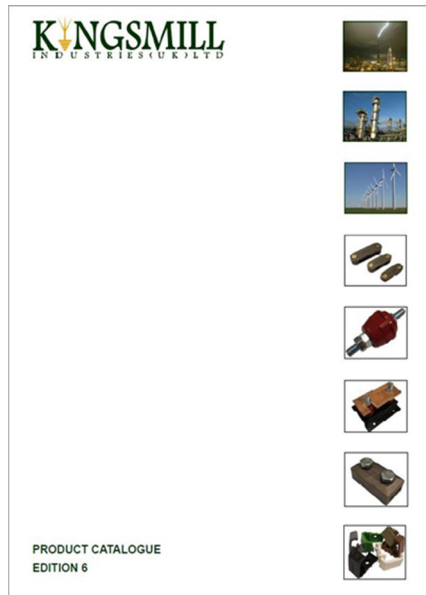 KINGSMILL
INDUSTRIES (UK) LTD
PRODUCT CATALOGUE
EDITION 6